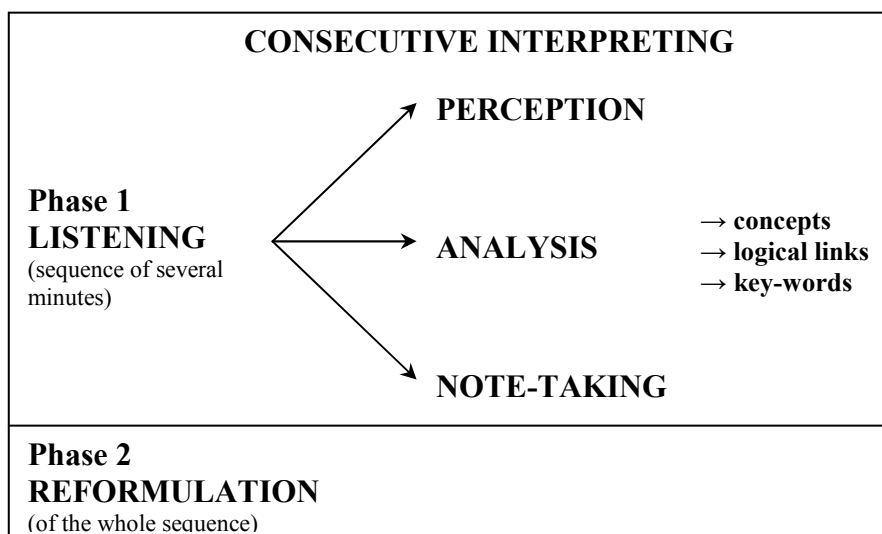 CONSECUTIVE INTERPRETING
PERCEPTION
Phase 1
LISTENING
(sequence of several
minutes)
ANALYSIS
→ concepts
→ logical links
→ key-words
NOTE-TAKING
Phase 2
REFORMULATION
(of the whole sequence)